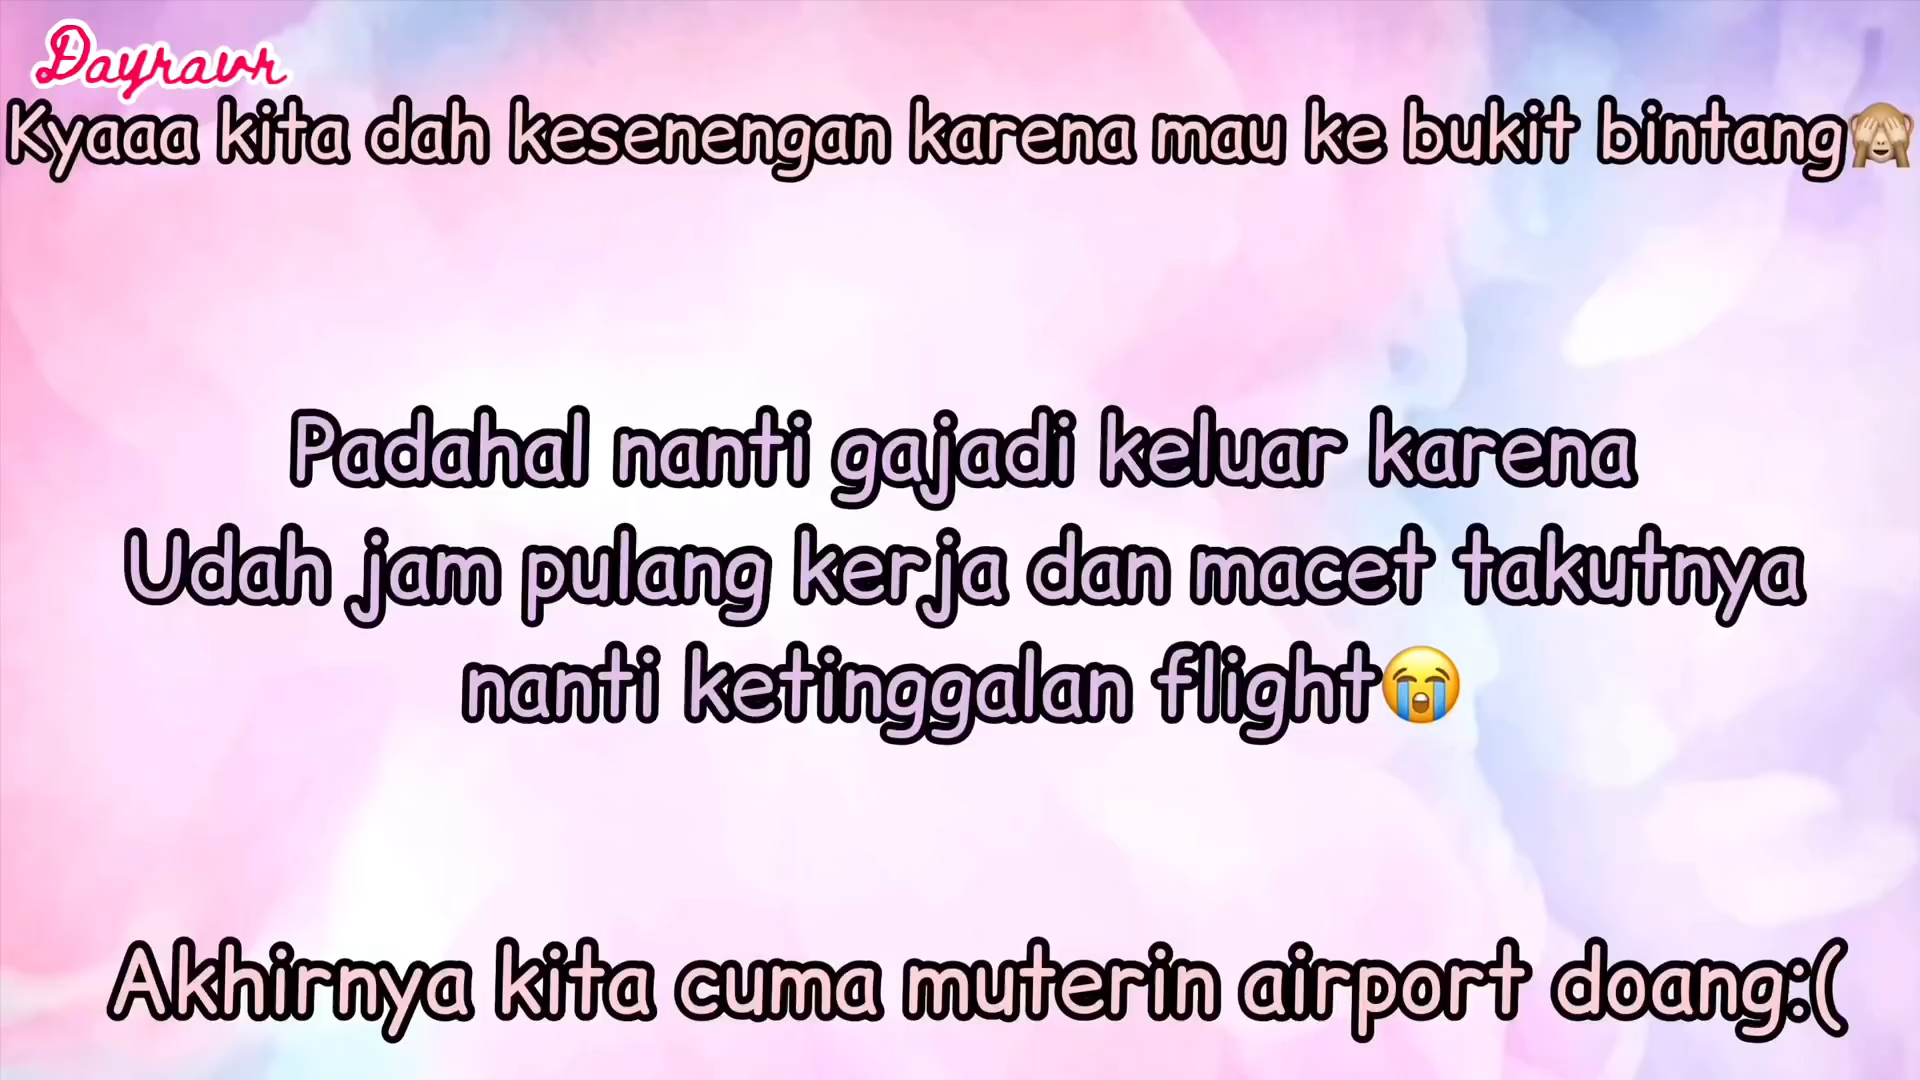 Dayravr
Kyaaa kita dah kesenengan karena mau ke bukit bintang🙈
Padahal nanti gajadi keluar karena
Udah jam pulang kerja dan macet takutnya
nanti ketinggalan flight😭
Akhirnya kita cuma muterin airport doang:(